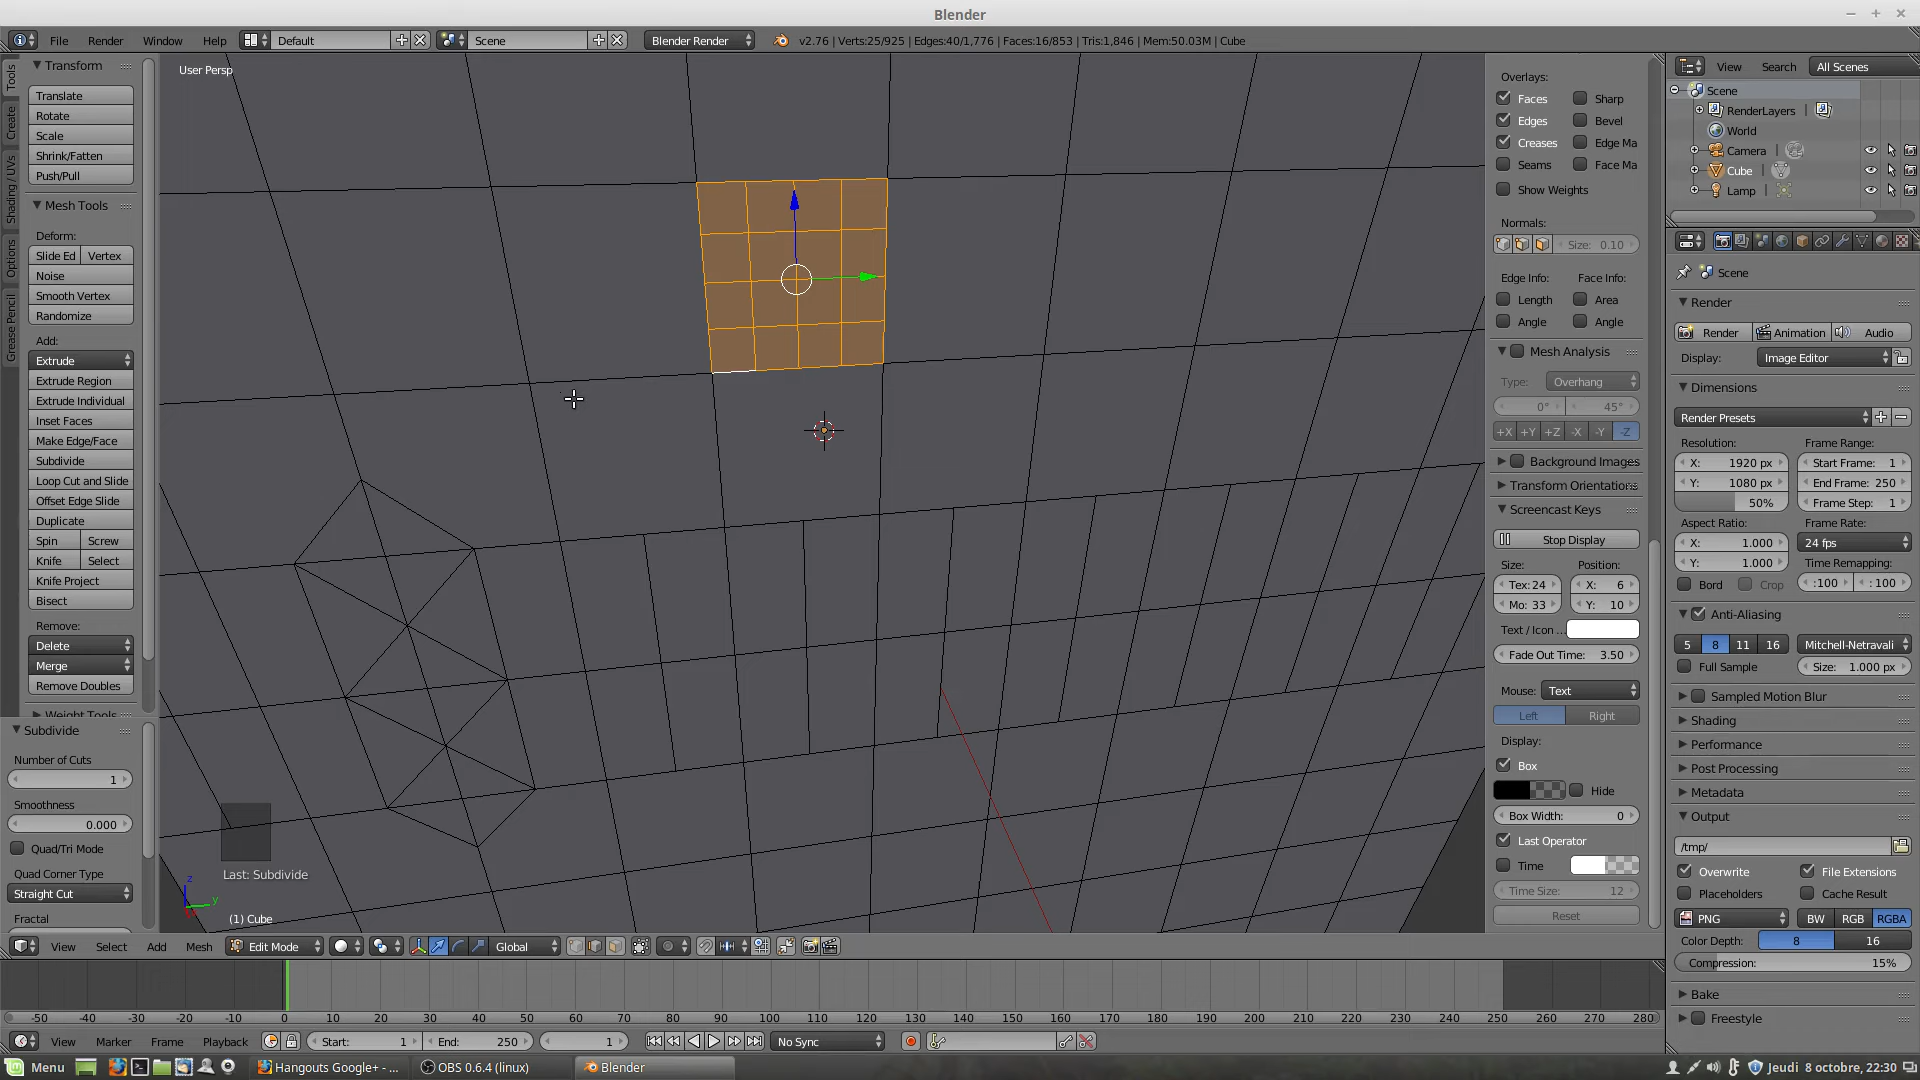 Blender
File Render Window Help Default Scene Blender Render v2.76 | Verts:25/925 | Edges:40/1,776 | Faces:16/853 | Tris:1,846 | Mem:50.03M | Cube
User Persp
Tools
Create
Shading / UVs
Options
Grease Pencil
Transform
Translate
Rotate
Scale
Shrink/Fatten
Push/Pull
Mesh Tools
Deform:
Slide Ed Vertex
Noise
Smooth Vertex
Randomize
Add:
Extrude
Extrude Region
Extrude Individual
Inset Faces
Make Edge/Face
Subdivide
Loop Cut and Slide
Offset Edge Slide
Duplicate
Spin Screw
Knife Select
Knife Project
Bisect
Remove:
Delete
Merge
Remove Doubles
Weight Tools
Subdivide
Number of Cuts
1
Smoothness
0.000
Quad/Tri Mode
Quad Corner Type
Straight Cut
Fractal
Last: Subdivide
z
y
(1) Cube
Overlays:
Faces Sharp
Edges Bevel
Creases Edge Ma
Seams Face Ma
Show Weights
Normals:
Size: 0.10
Edge Info: Face Info:
Length Area
Angle Angle
Mesh Analysis
Type: Overhang
0° 45°
+X +Y +Z -X -Y -Z
Background Images
Transform Orientations
Screencast Keys
Stop Display
Size: Position:
Tex:24 X: 6
Mo: 33 Y: 10
Text / Icon ...
Fade Out Time: 3.50
Mouse: Text
Left Right
Display:
Box
Hide
Box Width: 0
Last Operator
Time
Time Size: 12
Reset
View Search All Scenes
Scene
RenderLayers |
World
Camera |
Cube |
Lamp |
Scene
Render
Render Animation Audio
Display: Image Editor
Dimensions
Render Presets
Resolution: Frame Range:
X: 1920 px Start Frame: 1
Y: 1080 px End Frame: 250
50% Frame Step: 1
Aspect Ratio: Frame Rate:
X: 1.000 24 fps
Y: 1.000 Time Remapping:
Bord Crop :100 : 100
Anti-Aliasing
5 8 11 16 Mitchell-Netravali
Full Sample Size: 1.000 px
Sampled Motion Blur
Shading
Performance
Post Processing
Metadata
Output
/tmp/
Overwrite File Extensions
Placeholders Cache Result
PNG BW RGB RGBA
Color Depth: 8 16
Compression: 15%
Bake
Freestyle
View Select Add Mesh Edit Mode Global
-50 -40 -30 -20 -10 0 10 20 30 40 50 60 70 80 90 100 110 120 130 140 150 160 170 180 190 200 210 220 230 240 250 260 270 280
View Marker Frame Playback Start: 1 End: 250 1 No Sync
Menu Hangouts Google+ - ... OBS 0.6.4 (linux) Blender Jeudi 8 octobre, 22:30